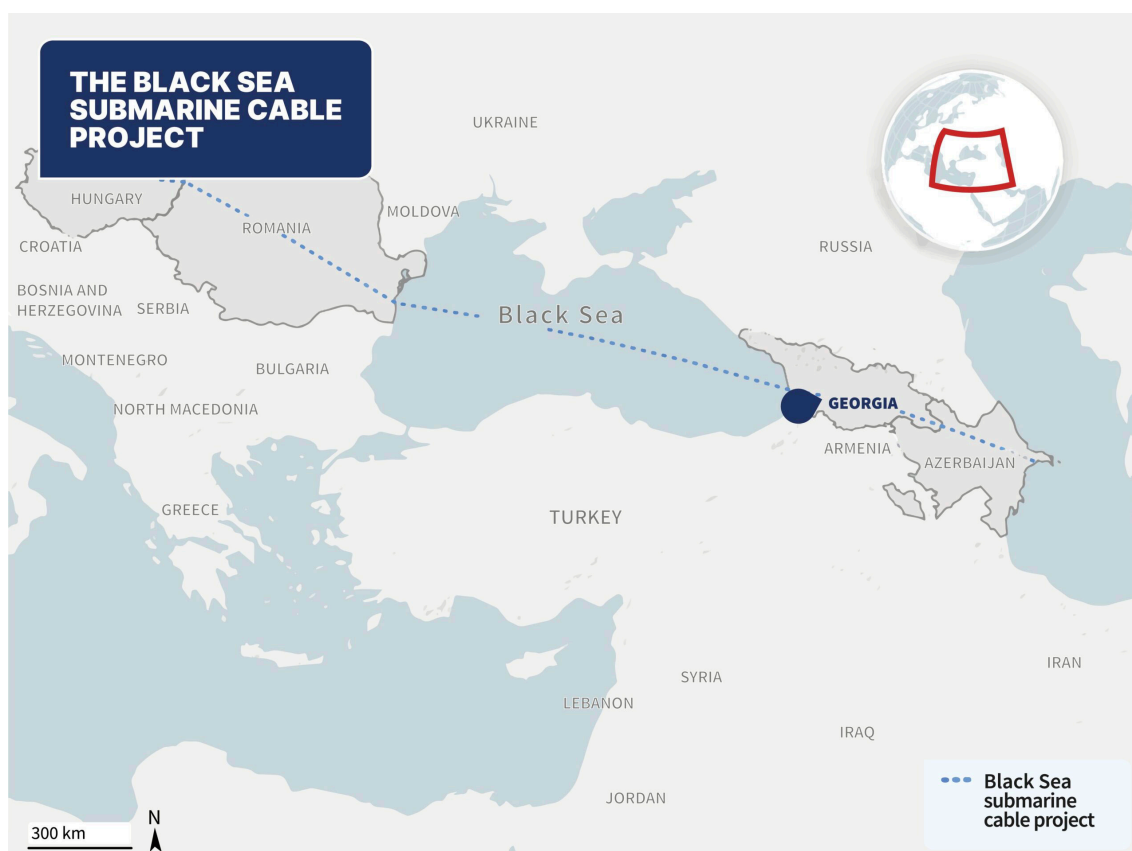 THE BLACK SEA
SUBMARINE CABLE
PROJECT
UKRAINE
HUNGARY
MOLDOVA
ROMANIA
CROATIA
RUSSIA
BOSNIA AND
HERZEGOVINA
SERBIA
Black Sea
MONTENEGRO
BULGARIA
NORTH MACEDONIA
GEORGIA
ARMENIA
AZERBAIJAN
GREECE
TURKEY
IRAN
SYRIA
LEBANON
IRAQ
JORDAN
Black Sea
submarine
cable project
300 km
N